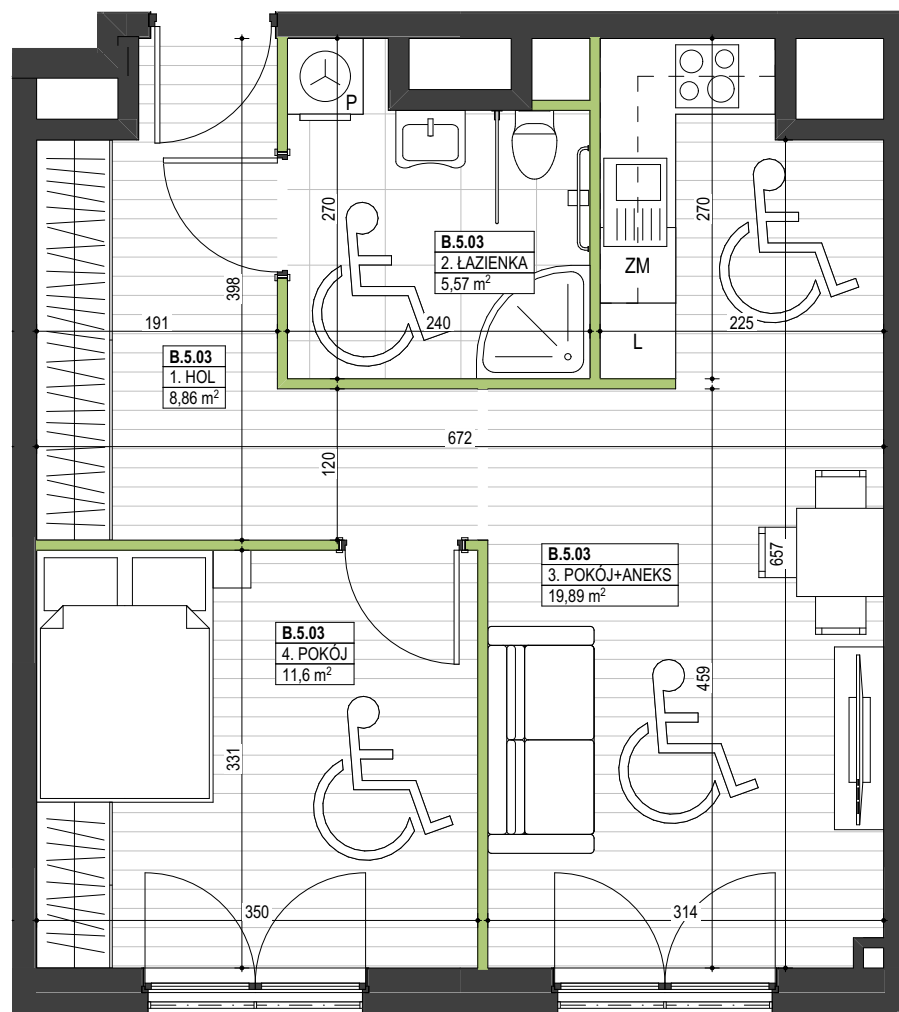 P
270
398
B.5.03
2. ŁAZIENKA
5,57 m²
270
ZM
191
240
225
L
B.5.03
1. HOL
8,86 m²
672
120
B.5.03
3. POKÓJ+ANEKS
19,89 m²
657
B.5.03
4. POKÓJ
11,6 m²
459
331
350
314